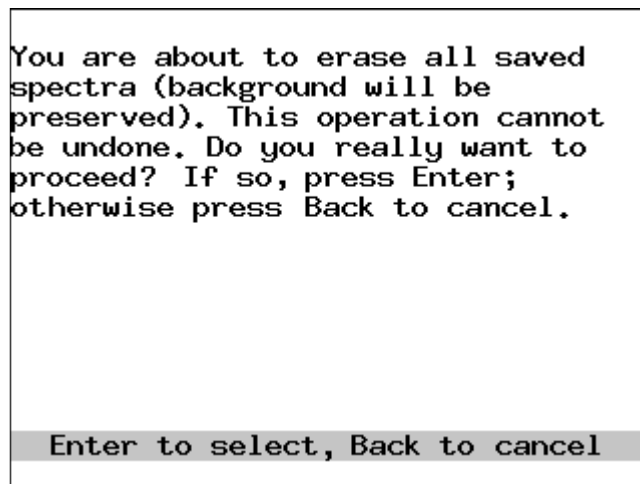 You are about to erase all saved
spectra (background will be
preserved). This operation cannot
be undone. Do you really want to
proceed? If so, press Enter;
otherwise press Back to cancel.
Enter to select, Back to cancel